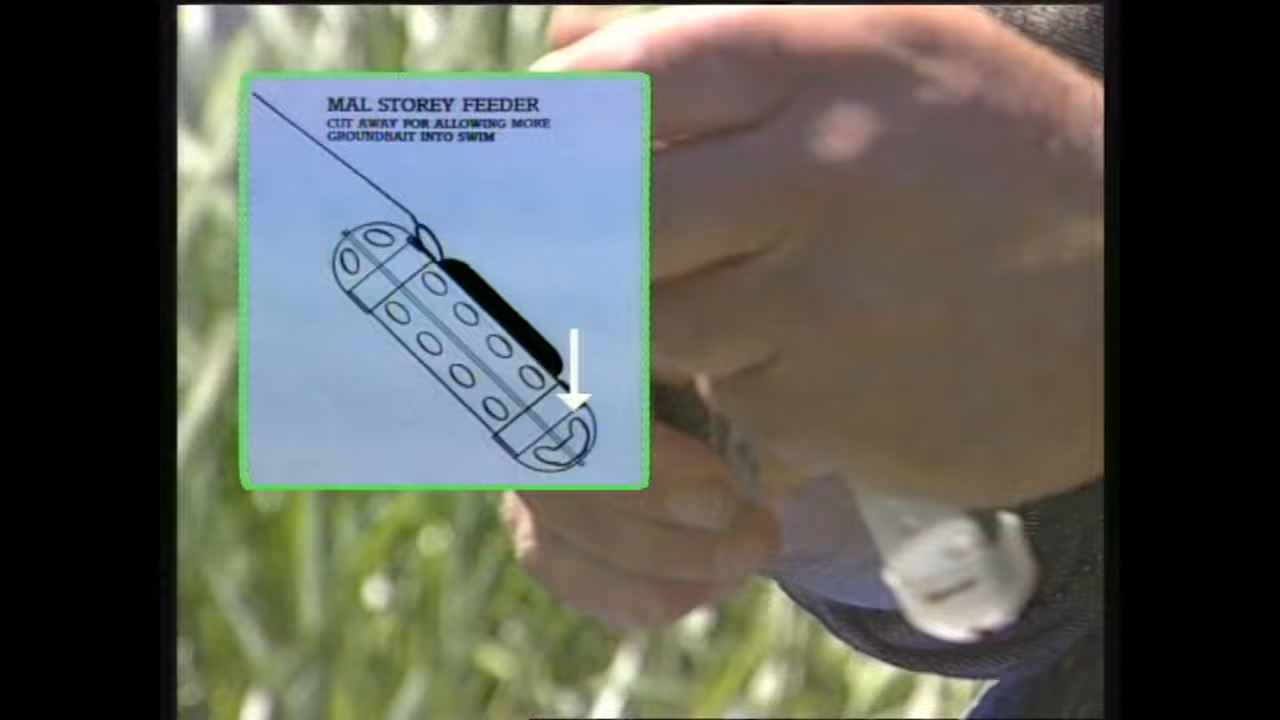 MAL STOREY FEEDER
CUT AWAY FOR ALLOWING MORE
GROUNDBAIT INTO SWIM